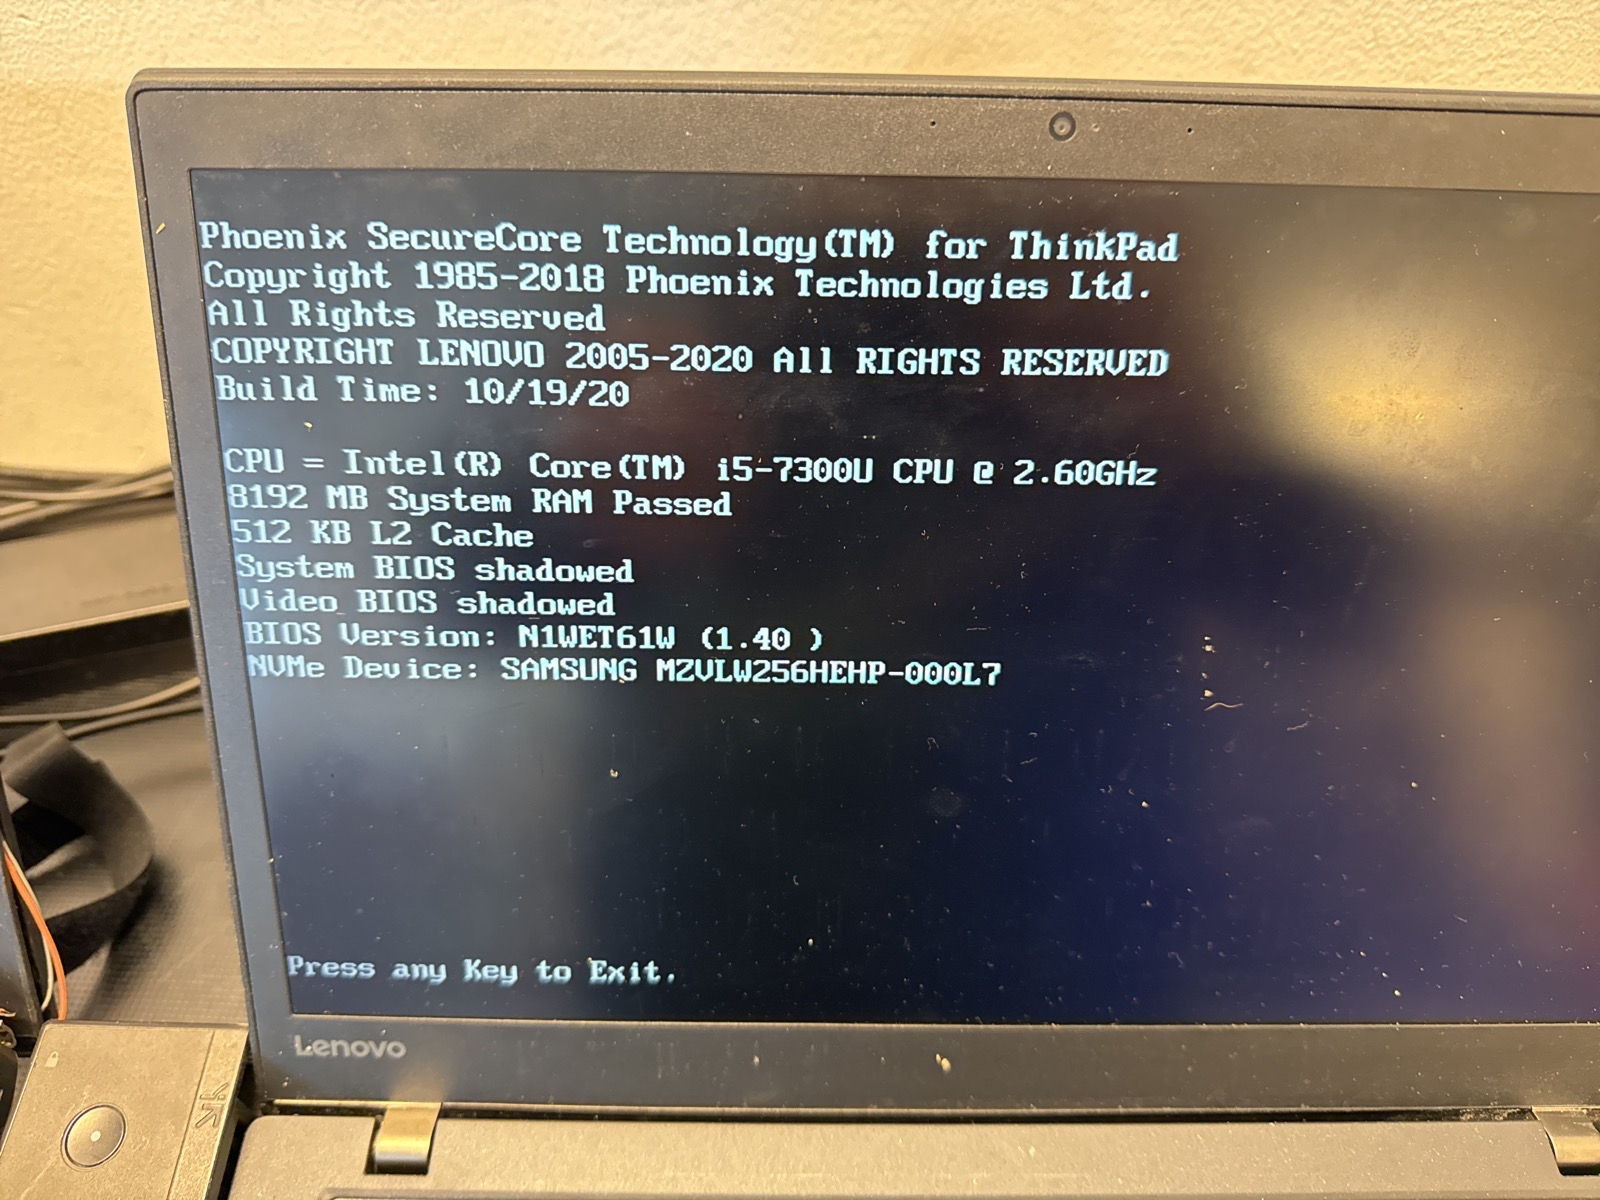 Phoenix SecureCore Technology(TM) for ThinkPad
Copyright 1985-2018 Phoenix Technologies Ltd.
All Rights Reserved
COPYRIGHT LENOVO 2005-2020 All RIGHTS RESERVED
Build Time: 10/19/20
CPU = Intel(R) Core(TM) i5-7300U CPU @ 2.60GHz
8192 MB System RAM Passed
512 KB L2 Cache
System BIOS shadowed
Video BIOS shadowed
BIOS Version: N1WET61W (1.40 )
NVMe Device: SAMSUNG MZVLW256HEHP-000L7
Press any Key to Exit.
Lenovo